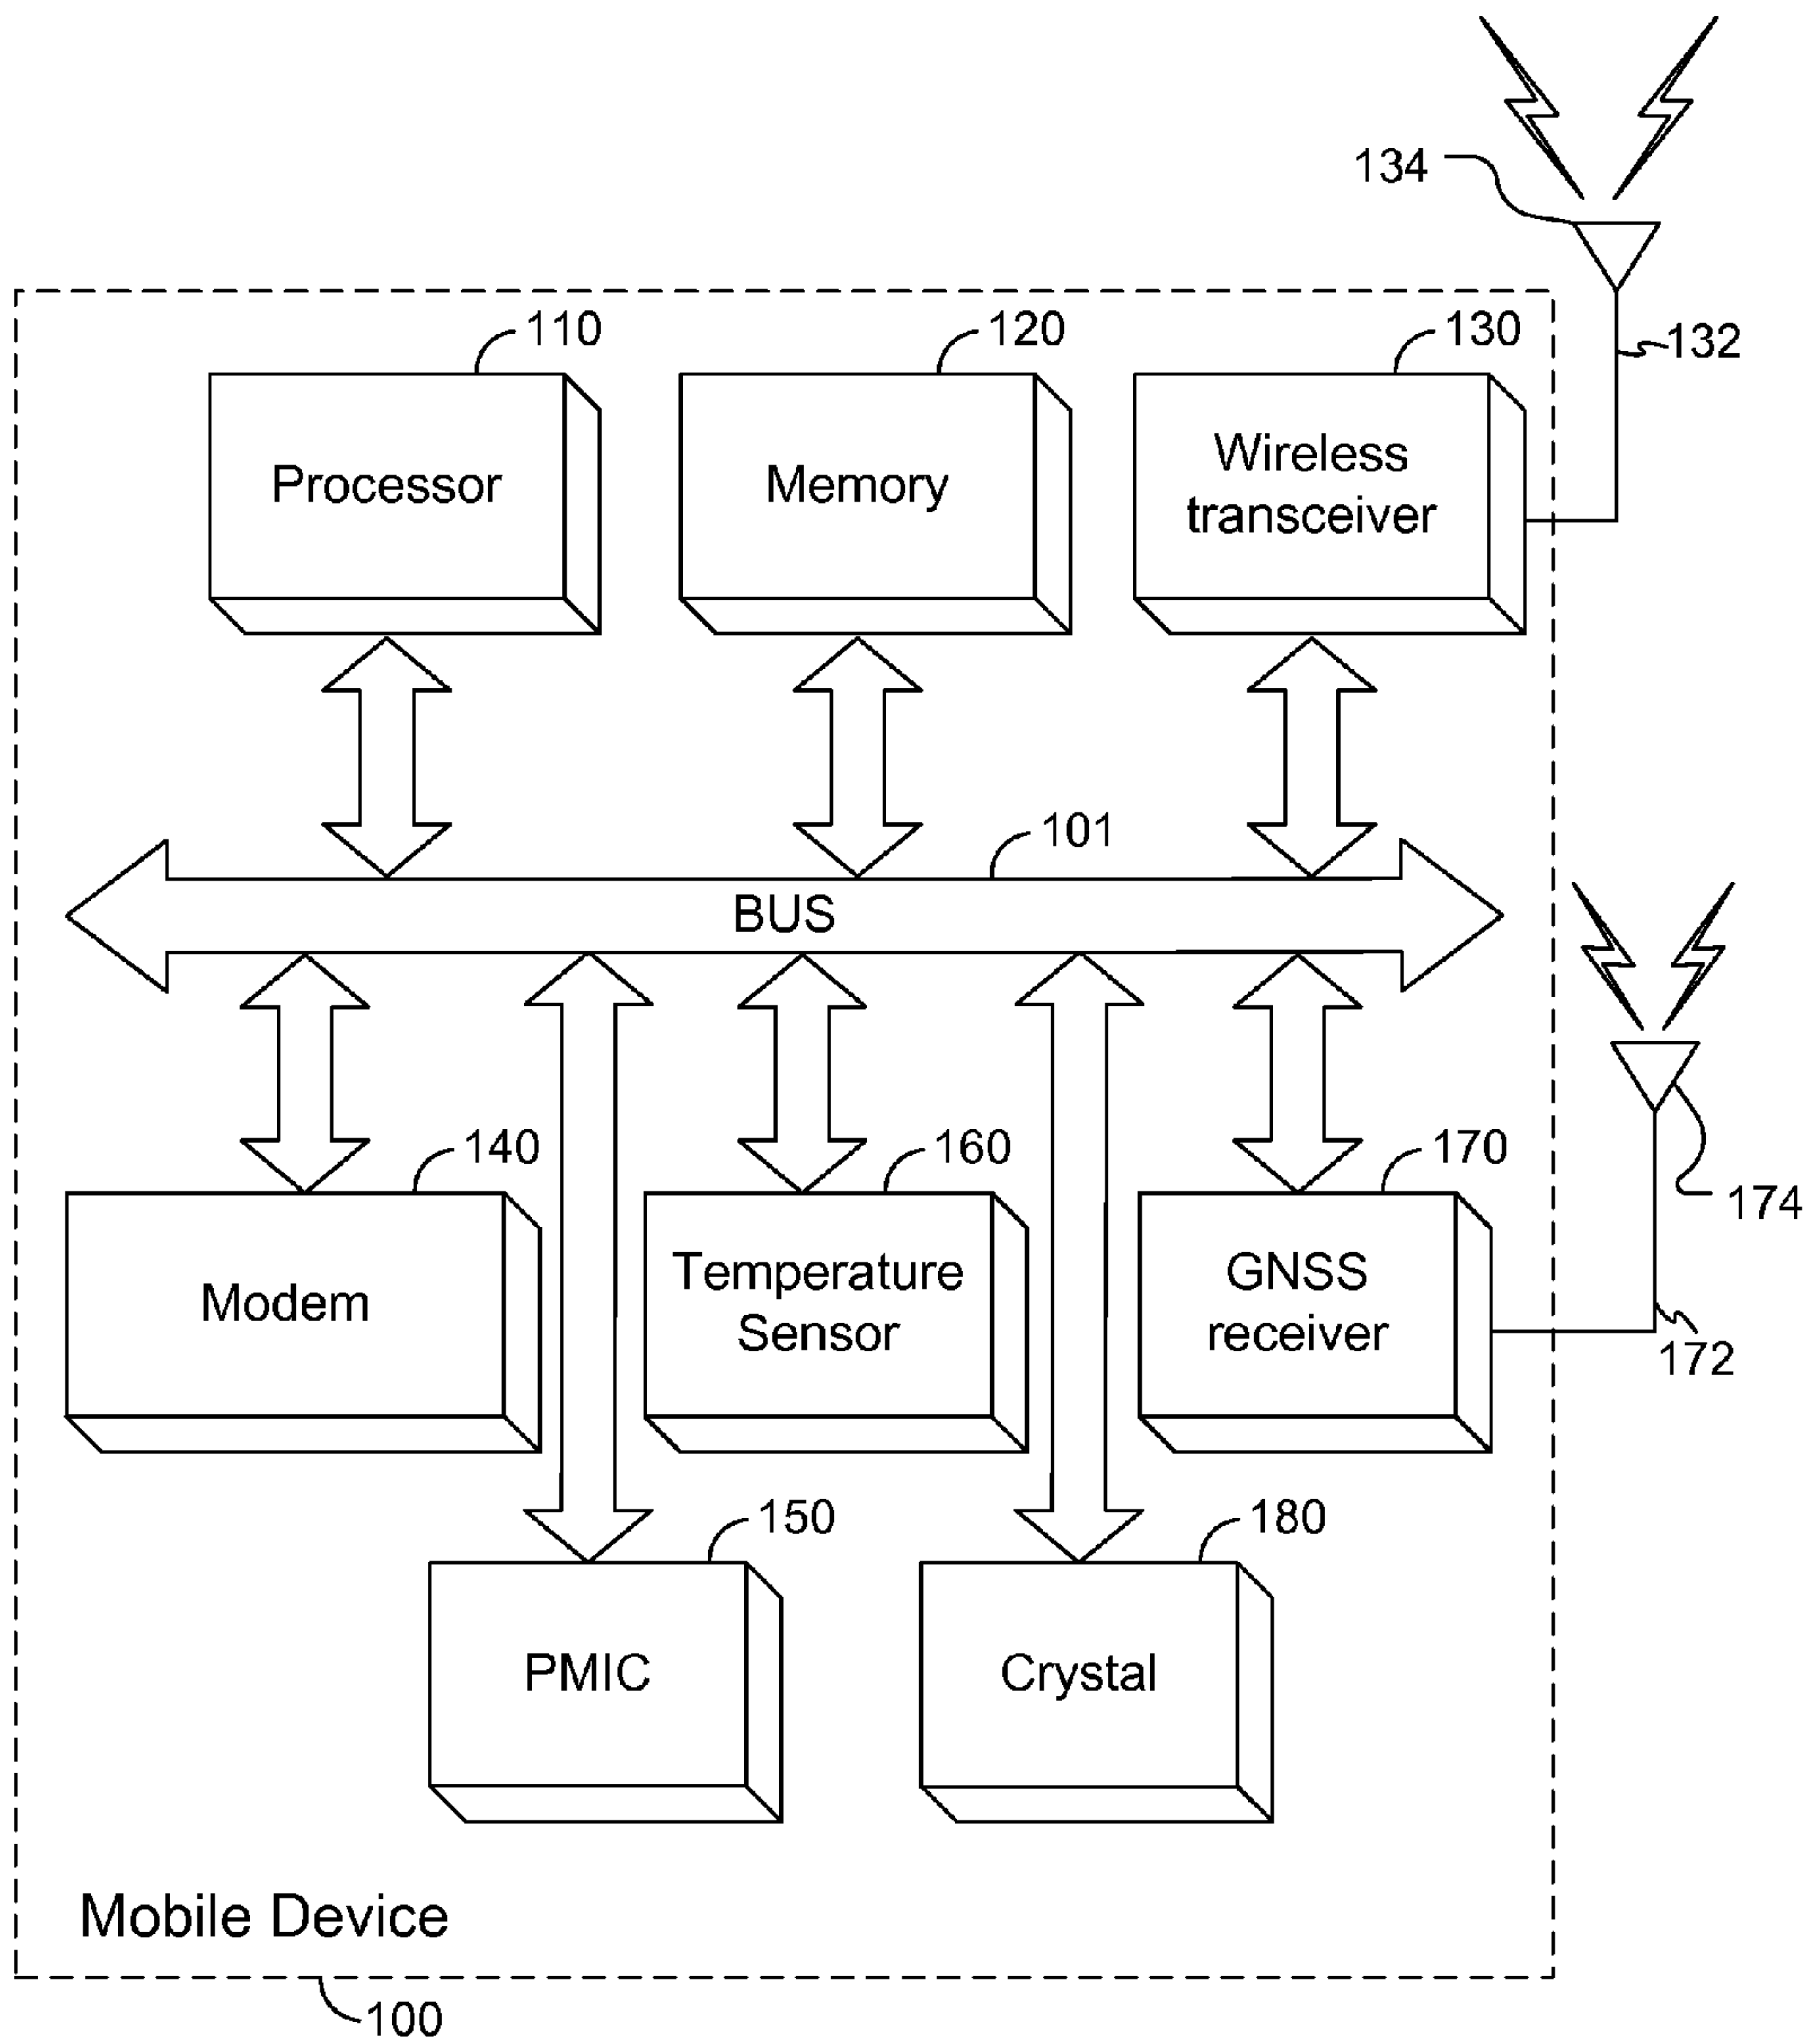 134
110
120
130
132
Processor
Memory
Wireless
transceiver
101
BUS
140
160
170
174
Modem
Temperature
Sensor
GNSS
receiver
172
150
180
PMIC
Crystal
Mobile Device
100